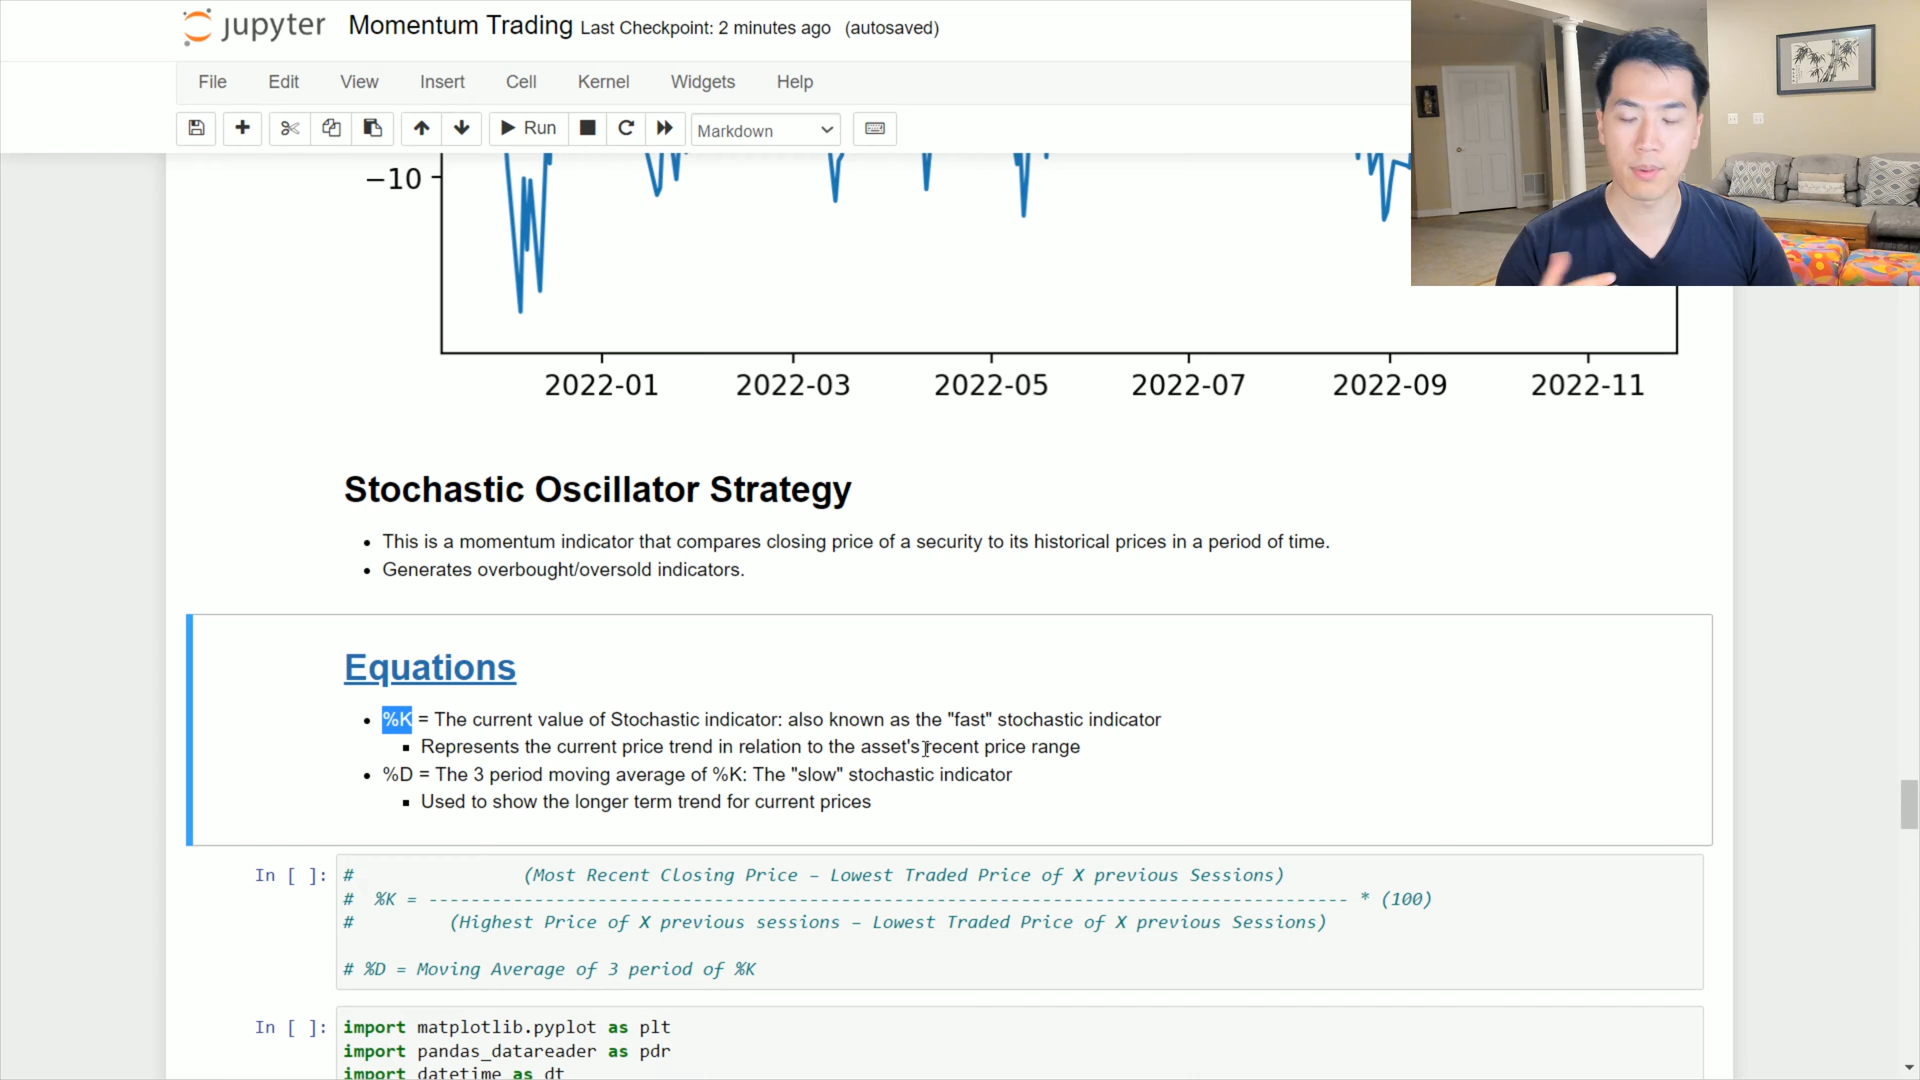 jupyter Momentum Trading Last Checkpoint: 2 minutes ago (autosaved)
File Edit View Insert Cell Kernel Widgets Help
Run Markdown
−10
2022-01 2022-03 2022-05 2022-07 2022-09 2022-11
Stochastic Oscillator Strategy
• This is a momentum indicator that compares closing price of a security to its historical prices in a period of time.
• Generates overbought/oversold indicators.
Equations
• %K = The current value of Stochastic indicator: also known as the "fast" stochastic indicator
▪ Represents the current price trend in relation to the asset's recent price range
• %D = The 3 period moving average of %K: The "slow" stochastic indicator
▪ Used to show the longer term trend for current prices
In [ ]: # (Most Recent Closing Price – Lowest Traded Price of X previous Sessions)
# %K = --------------------------------------------------------------------------------------- * (100)
# (Highest Price of X previous sessions – Lowest Traded Price of X previous Sessions)
# %D = Moving Average of 3 period of %K
In [ ]: import matplotlib.pyplot as plt
import pandas_datareader as pdr
import datetime as dt